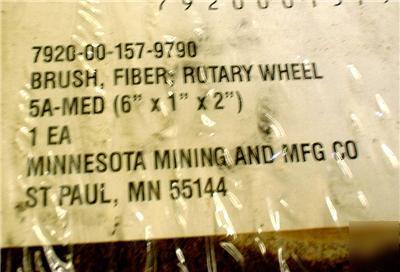 7920-00-157-9790
BRUSH, FIBER, ROTARY WHEEL
5A-MED (6" x 1" x 2")
1 EA
MINNESOTA MINING AND MFG CO
ST PAUL, MN 55144